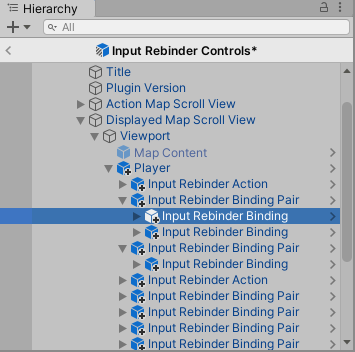 Hierarchy
All
Input Rebinder Controls*
Title
Plugin Version
Action Map Scroll View
Displayed Map Scroll View
Viewport
Map Content
Player
Input Rebinder Action
Input Rebinder Binding Pair
Input Rebinder Binding
Input Rebinder Binding
Input Rebinder Binding Pair
Input Rebinder Binding
Input Rebinder Action
Input Rebinder Binding Pair
Input Rebinder Binding Pair
Input Rebinder Binding Pair
Input Rebinder Binding Pair